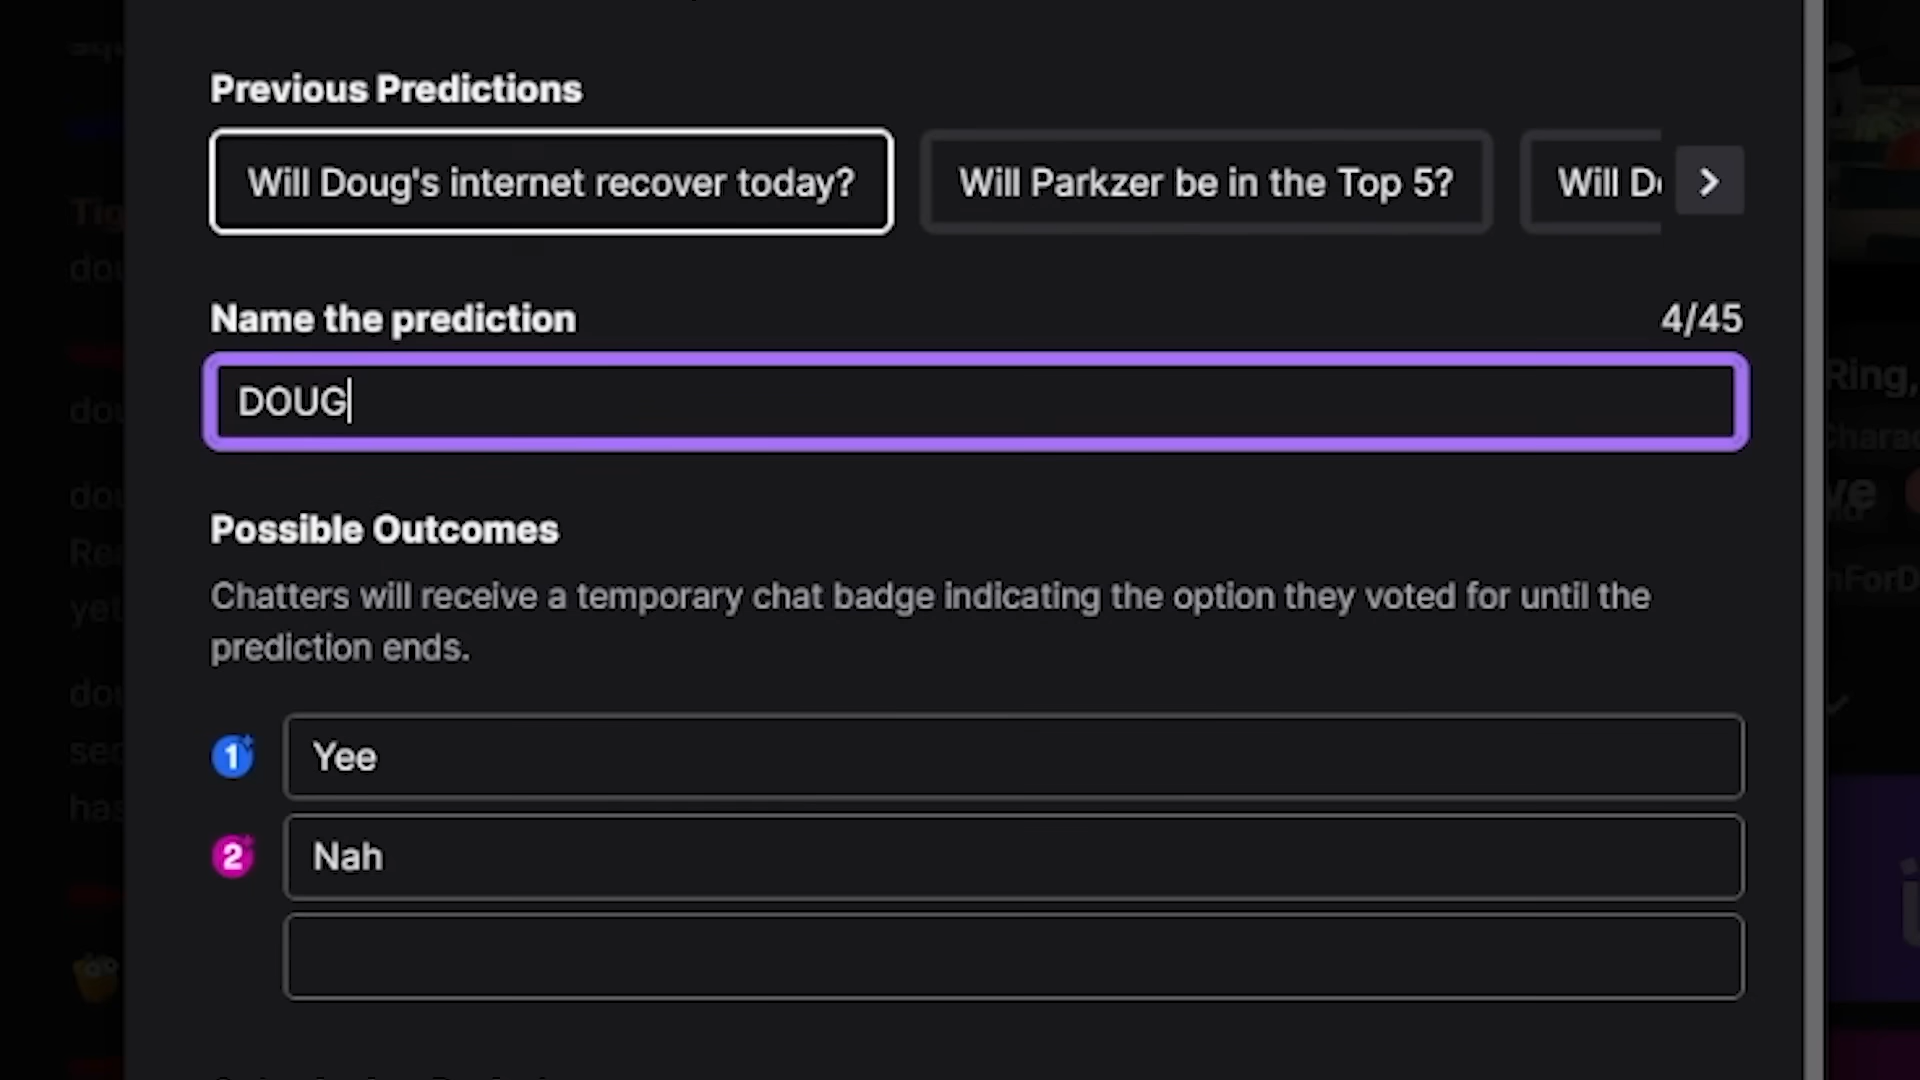 Previous Predictions
Will Doug's internet recover today?
Will Parkzer be in the Top 5?
Will
Name the prediction
4/45
DOUG
Possible Outcomes
Chatters will receive a temporary chat badge indicating the option they voted for until the
prediction ends.
1
Yee
2
Nah
Ring,